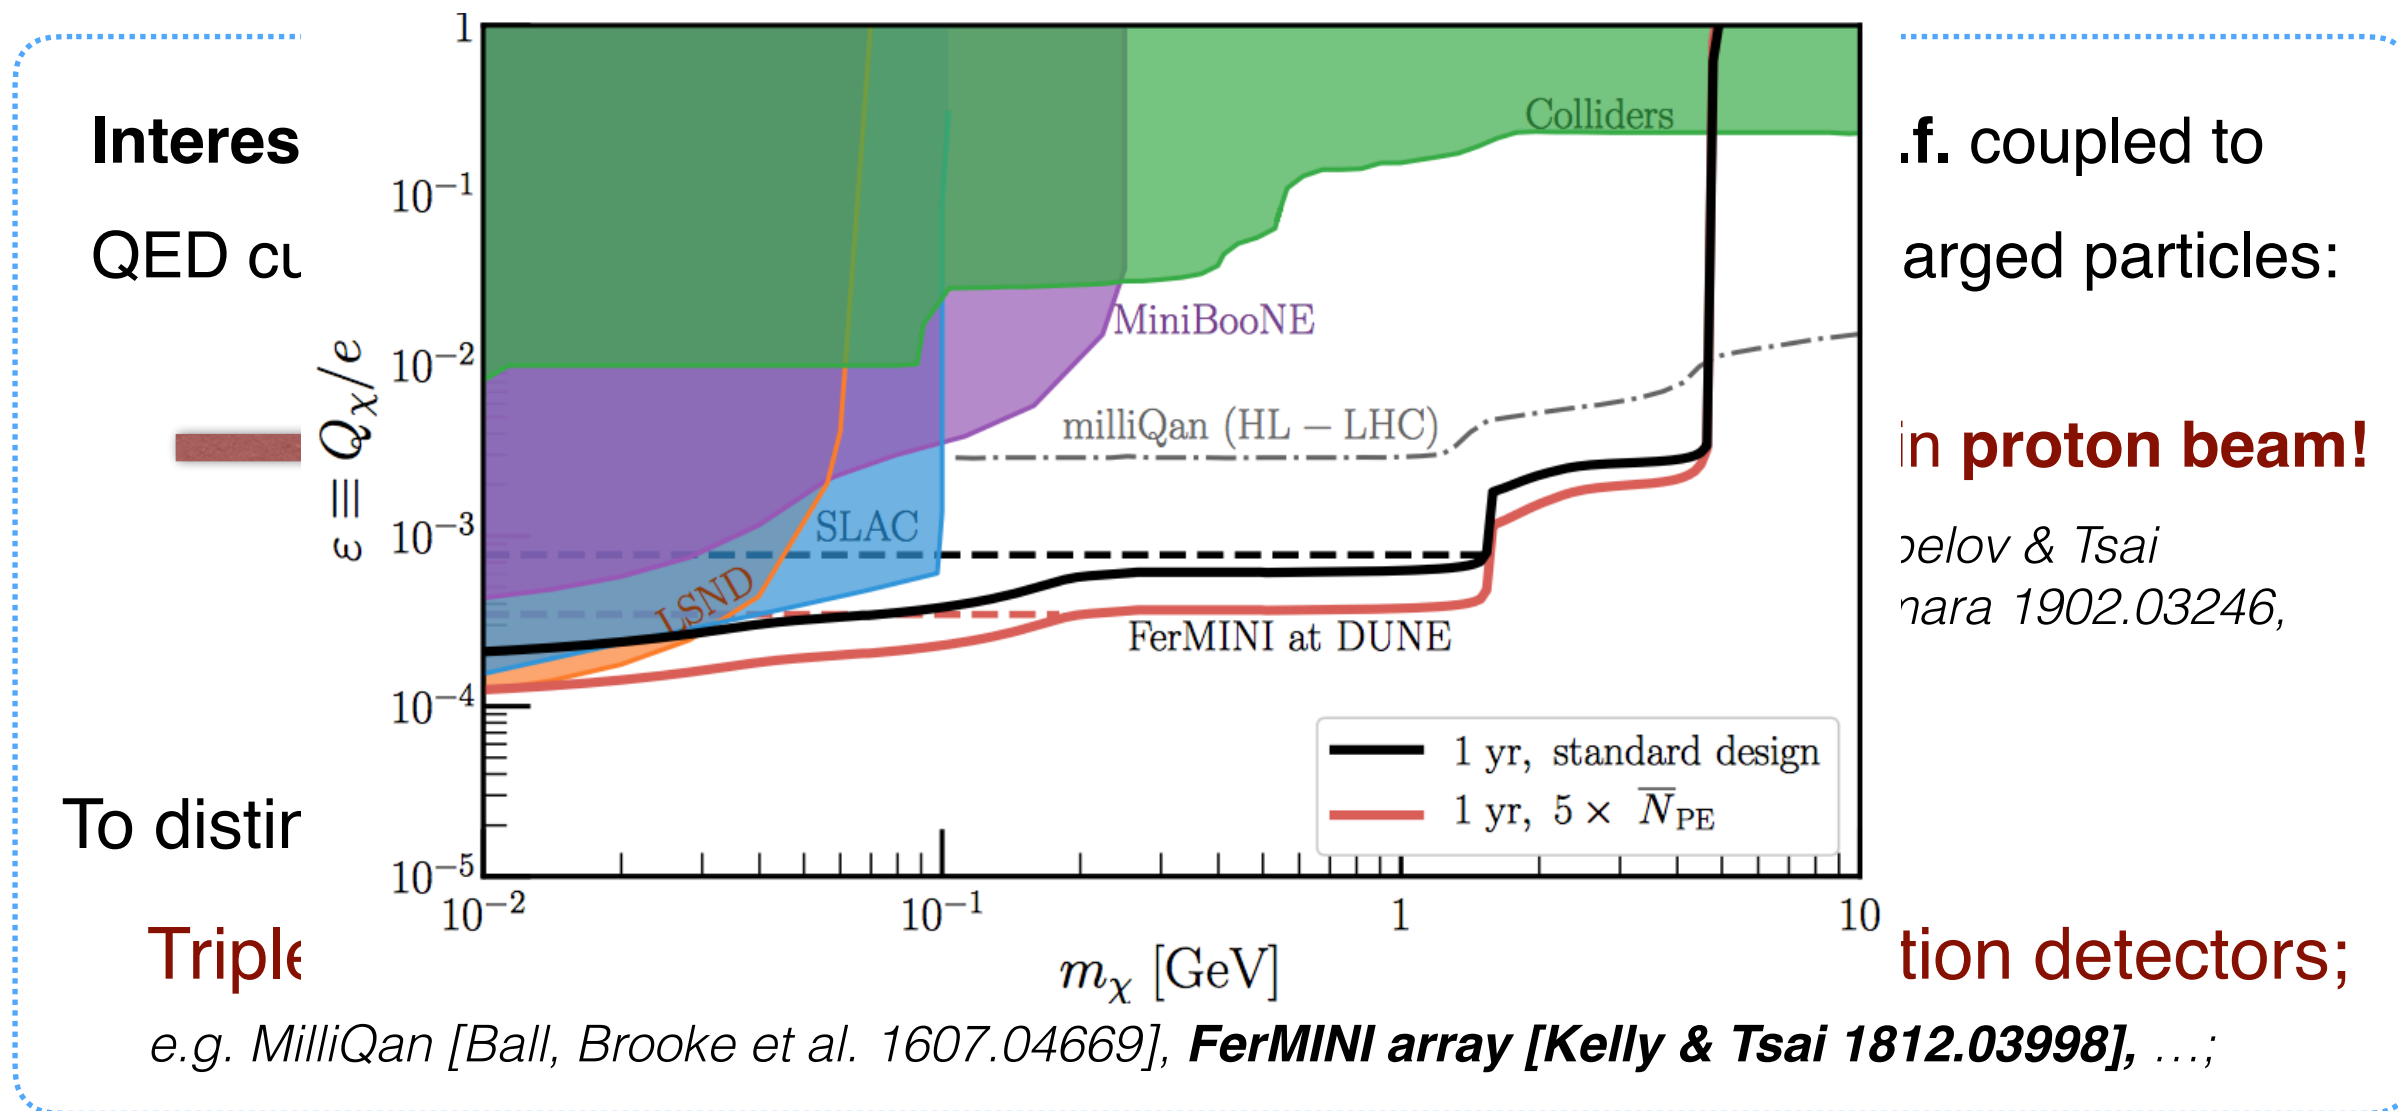 1
Interes
.f. coupled to
Colliders
10⁻¹
QED cu
arged particles:
MiniBooNE
10⁻²
ε ≡ Q_χ/e
milliQan (HL – LHC)
in proton beam!
10⁻³
SLAC
pelov & Tsai
LSND
nara 1902.03246,
FerMINI at DUNE
10⁻⁴
1 yr, standard design
1 yr, 5 × N̅_PE
To distin
10⁻⁵
10⁻² 10⁻¹ 1 10
m_χ [GeV]
Triple
tion detectors;
e.g. MilliQan [Ball, Brooke et al. 1607.04669], FerMINI array [Kelly & Tsai 1812.03998], …;